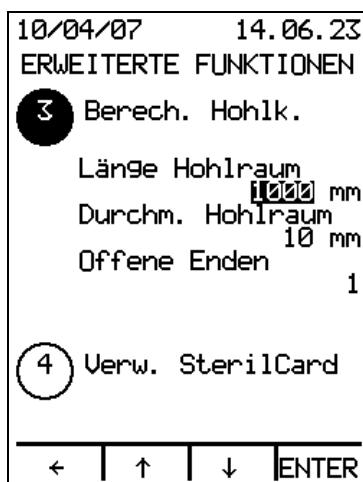 10/04/07 14.06.23
ERWEITERTE FUNKTIONEN
3 Berech. Hohlk.
Länge Hohlraum
1000 mm
Durchm. Hohlraum
10 mm
Offene Enden
1
4 Verw. SterilCard
← ↑ ↓ ENTER